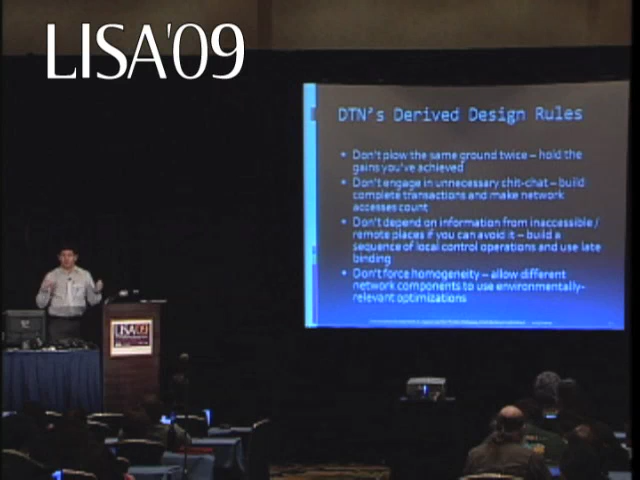 LISA'09
DTN's Derived Design Rules
• Don't plow the same ground twice – hold the
gains you've achieved
• Don't engage in unnecessary chit-chat – build
complete transactions and make network
accesses count
• Don't depend on information from inaccessible /
remote places if you can avoid it – build a
sequence of local control operations and use late
binding
• Don't force homogeneity – allow different
network components to use environmentally-
relevant optimizations
LISA'09